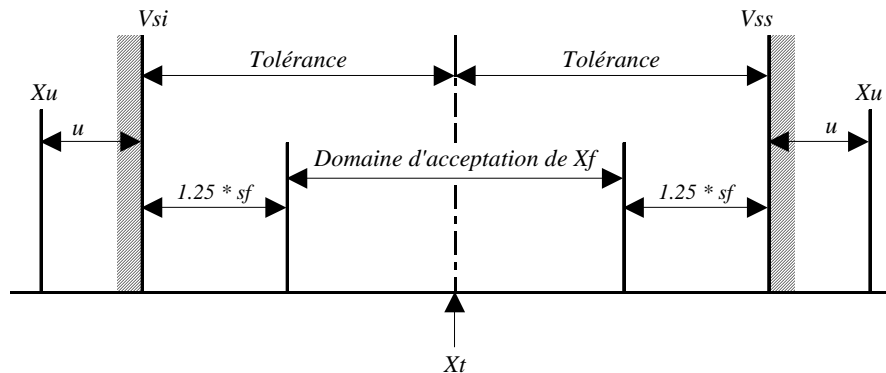 Vsi
Vss
Tolérance
Tolérance
Xu
Xu
u
u
Domaine d'acceptation de Xf
1.25 * sf
1.25 * sf
Xt